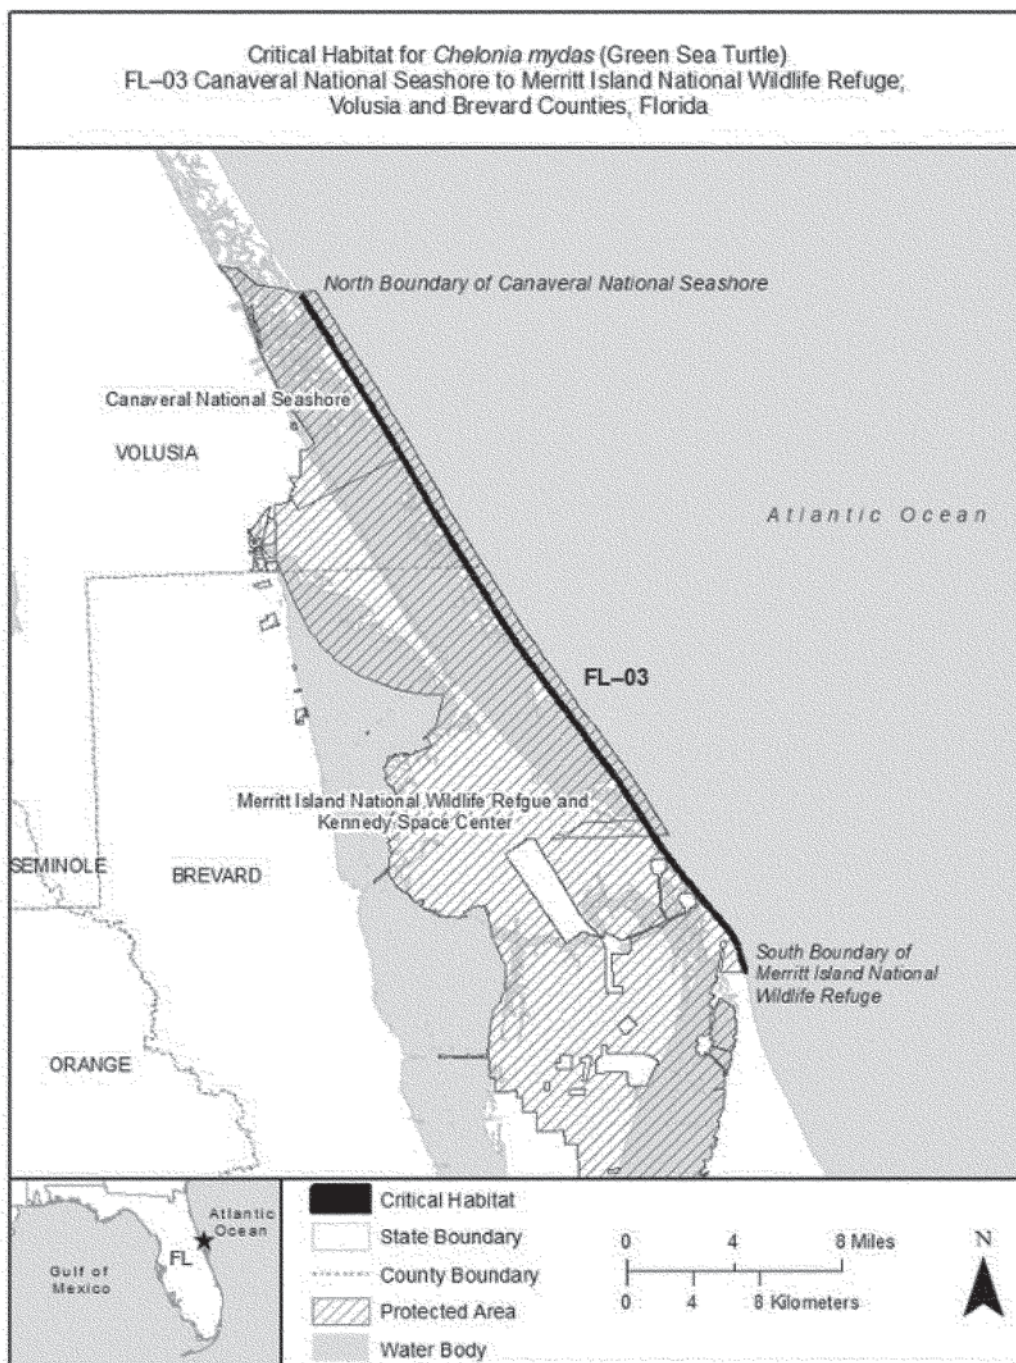 Critical Habitat for Chelonia mydas (Green Sea Turtle)
FL–03 Canaveral National Seashore to Merritt Island National Wildlife Refuge;
Volusia and Brevard Counties, Florida
North Boundary of Canaveral National Seashore
Canaveral National Seashore
VOLUSIA
Atlantic Ocean
FL–03
Merritt Island National Wildlife Refgue and
Kennedy Space Center
SEMINOLE
BREVARD
South Boundary of
Merritt Island National
Wildlife Refuge
ORANGE
Atlantic
Ocean
FL
Gulf of
Mexico
Critical Habitat
State Boundary
County Boundary
Protected Area
Water Body
0 4 8 Miles
0 4 8 Kilometers
N